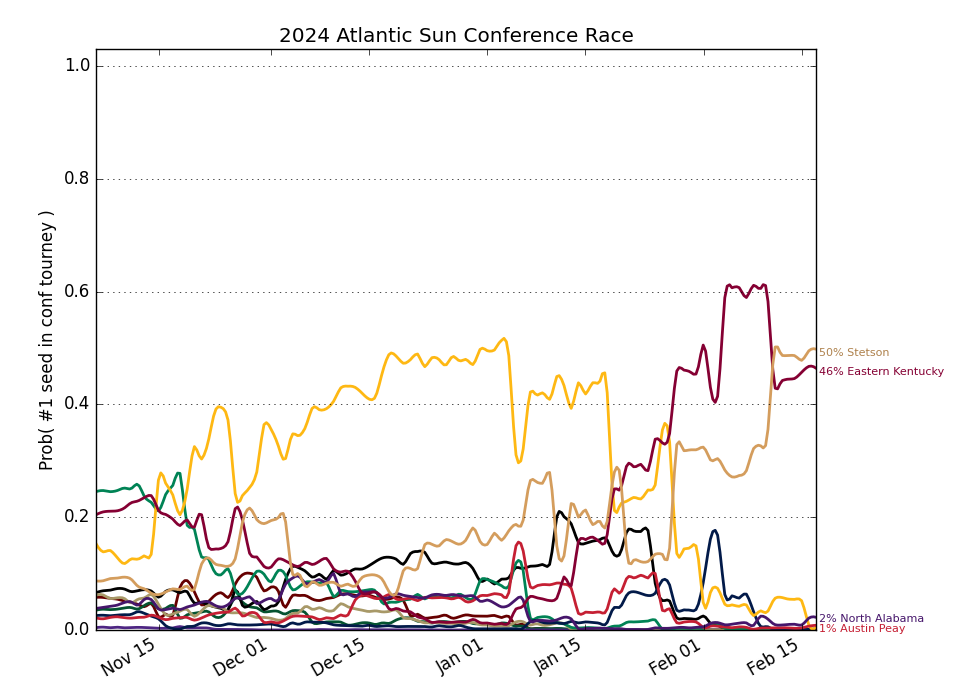 2024 Atlantic Sun Conference Race
Prob( #1 seed in conf tourney )
1.0
0.8
0.6
0.4
0.2
0.0
Nov 15
Dec 01
Dec 15
Jan 01
Jan 15
Feb 01
Feb 15
50% Stetson
46% Eastern Kentucky
2% North Alabama
1% Austin Peay